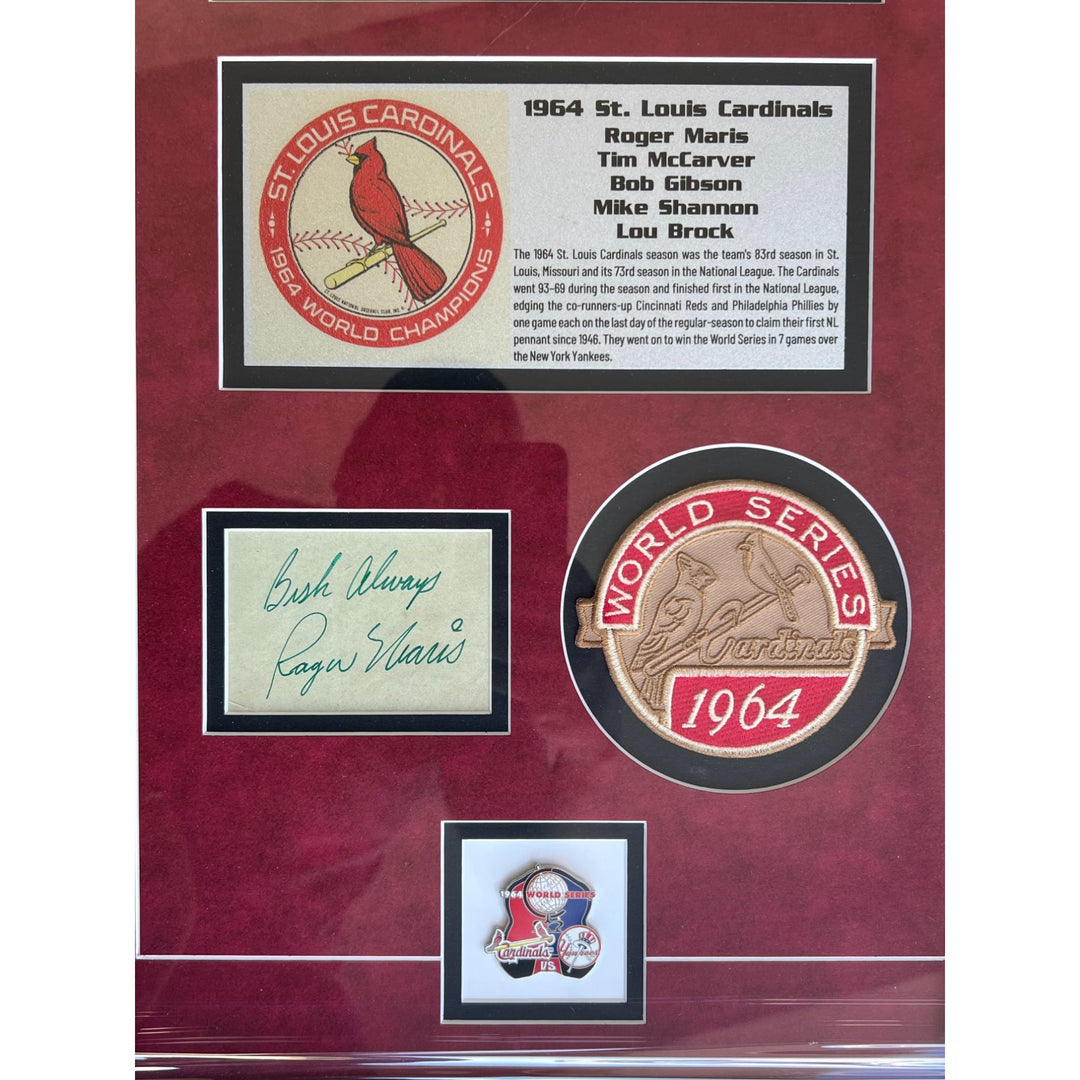 1964 St. Louis Cardinals
Roger Maris
Tim McCarver
Bob Gibson
Mike Shannon
Lou Brock
The 1964 St. Louis Cardinals season was the team's 83rd season in St.
Louis, Missouri and its 73rd season in the National League. The Cardinals
went 93-69 during the season and finished first in the National League,
edging the co-runners-up Cincinnati Reds and Philadelphia Phillies by
one game each on the last day of the regular-season to claim their first NL
pennant since 1946. They went on to win the World Series in 7 games over
the New York Yankees.
ST. LOUIS CARDINALS
1964 WORLD CHAMPIONS
ST. LOUIS NATIONAL BASEBALL CLUB, INC.
Best Always
Roger Maris
WORLD SERIES
Cardinals
1964
1964 WORLD SERIES
Cardinals
VS
Yankees